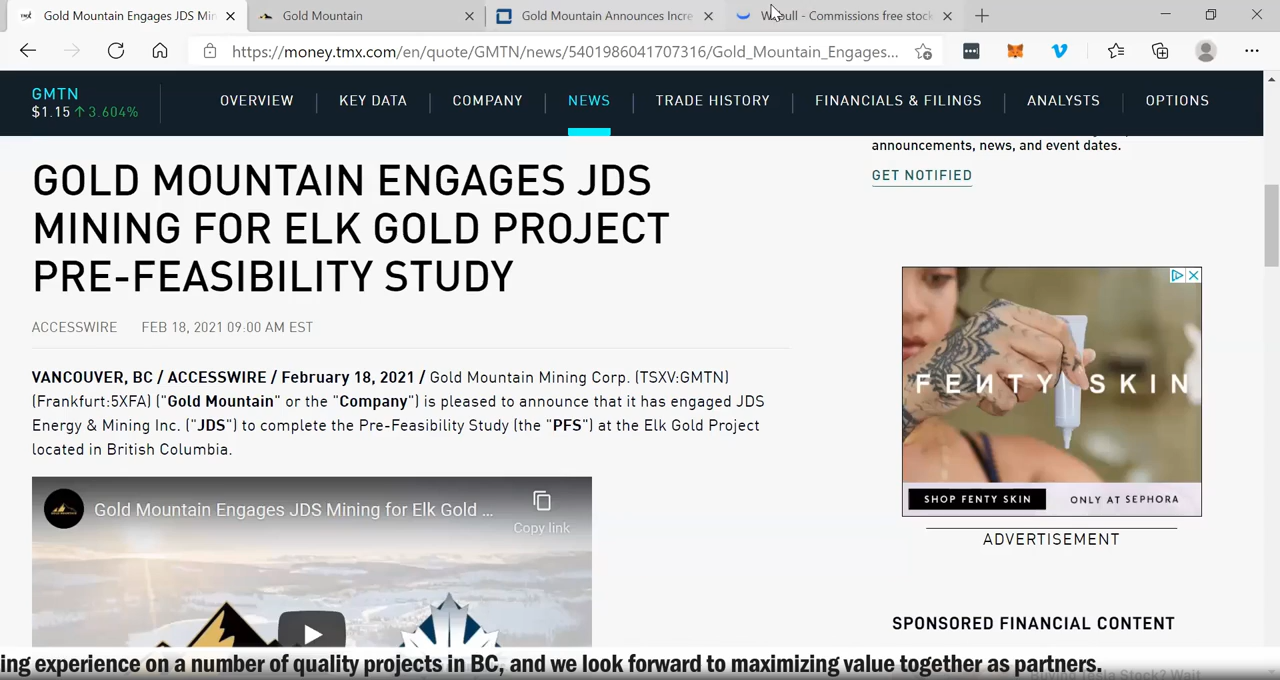 Gold Mountain Engages JDS Min
Gold Mountain
Gold Mountain Announces Incre
Commissions free stock
https://money.tmx.com/en/quote/GMTN/news/5401986041707316/Gold_Mountain_Engages...
GMTN
$1.15 ↑ 3.604%
OVERVIEW
KEY DATA
COMPANY
NEWS
TRADE HISTORY
FINANCIALS & FILINGS
ANALYSTS
OPTIONS
announcements, news, and event dates.
GET NOTIFIED
GOLD MOUNTAIN ENGAGES JDS
MINING FOR ELK GOLD PROJECT
PRE-FEASIBILITY STUDY
ACCESSWIRE FEB 18, 2021 09:00 AM EST
VANCOUVER, BC / ACCESSWIRE / February 18, 2021 / Gold Mountain Mining Corp. (TSXV:GMTN)
(Frankfurt:5XFA) ("Gold Mountain" or the "Company") is pleased to announce that it has engaged JDS
Energy & Mining Inc. ("JDS") to complete the Pre-Feasibility Study (the "PFS") at the Elk Gold Project
located in British Columbia.
Gold Mountain Engages JDS Mining for Elk Gold ...
Copy link
FENTY SKIN
SHOP FENTY SKIN
ONLY AT SEPHORA
ADVERTISEMENT
SPONSORED FINANCIAL CONTENT
Buying Tesla Stock? Wait
ing experience on a number of quality projects in BC, and we look forward to maximizing value together as partners.